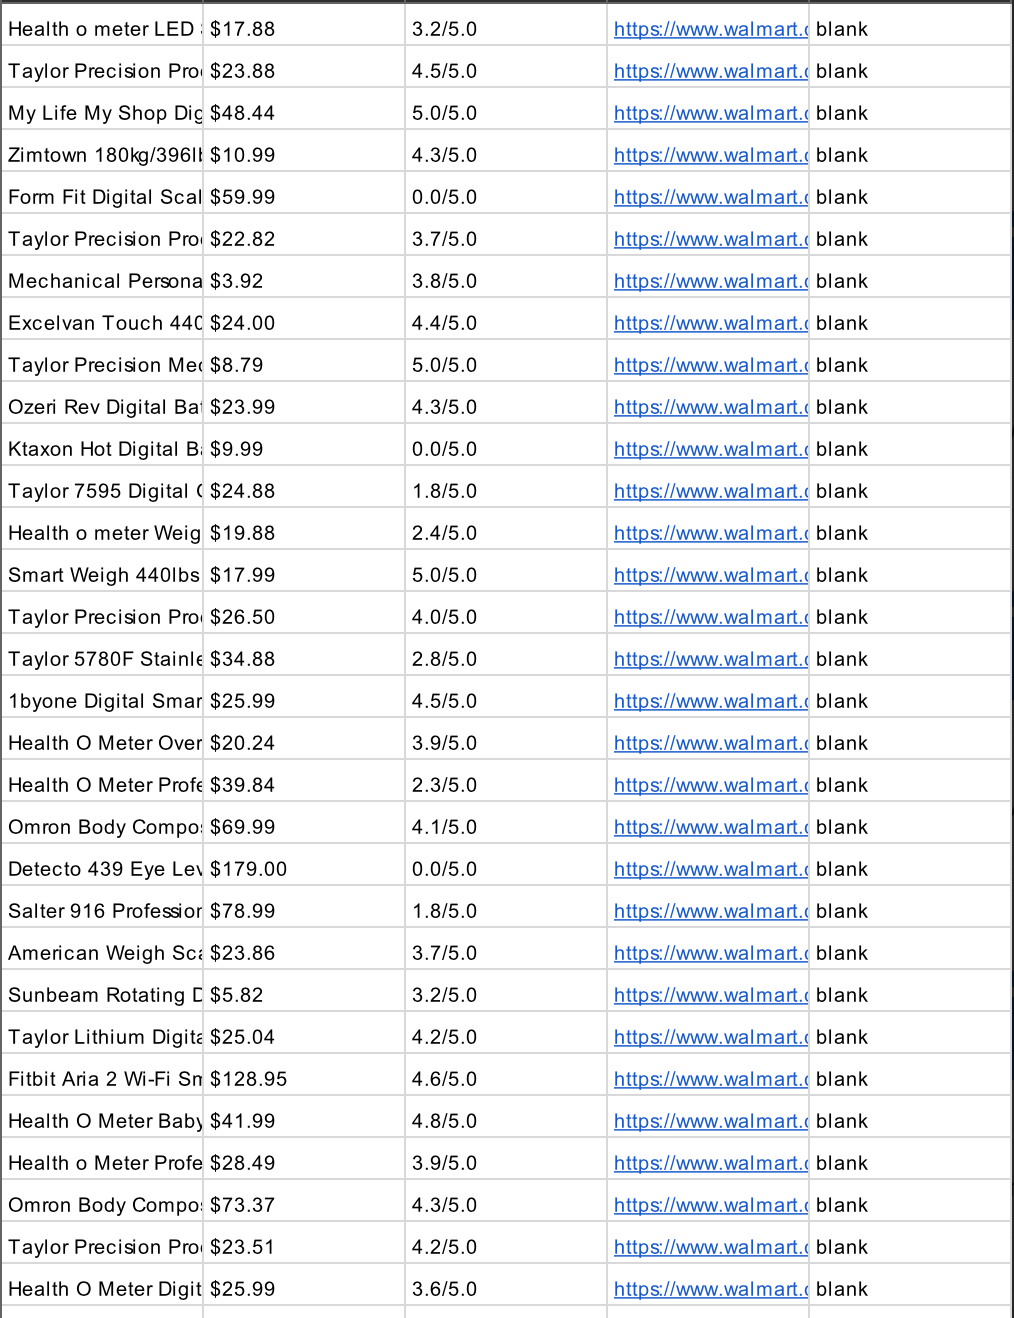 Health o meter LED $17.88 3.2/5.0 https://www.walmart.c blank
Taylor Precision Pro $23.88 4.5/5.0 https://www.walmart.c blank
My Life My Shop Dig $48.44 5.0/5.0 https://www.walmart.c blank
Zimtown 180kg/396lb $10.99 4.3/5.0 https://www.walmart.c blank
Form Fit Digital Scal $59.99 0.0/5.0 https://www.walmart.c blank
Taylor Precision Pro $22.82 3.7/5.0 https://www.walmart.c blank
Mechanical Persona $3.92 3.8/5.0 https://www.walmart.c blank
Excelvan Touch 440 $24.00 4.4/5.0 https://www.walmart.c blank
Taylor Precision Mec $8.79 5.0/5.0 https://www.walmart.c blank
Ozeri Rev Digital Bat $23.99 4.3/5.0 https://www.walmart.c blank
Ktaxon Hot Digital Ba $9.99 0.0/5.0 https://www.walmart.c blank
Taylor 7595 Digital $24.88 1.8/5.0 https://www.walmart.c blank
Health o meter Weig $19.88 2.4/5.0 https://www.walmart.c blank
Smart Weigh 440lbs $17.99 5.0/5.0 https://www.walmart.c blank
Taylor Precision Pro $26.50 4.0/5.0 https://www.walmart.c blank
Taylor 5780F Stainle $34.88 2.8/5.0 https://www.walmart.c blank
1byone Digital Smar $25.99 4.5/5.0 https://www.walmart.c blank
Health O Meter Over $20.24 3.9/5.0 https://www.walmart.c blank
Health O Meter Profe $39.84 2.3/5.0 https://www.walmart.c blank
Omron Body Compos $69.99 4.1/5.0 https://www.walmart.c blank
Detecto 439 Eye Lev $179.00 0.0/5.0 https://www.walmart.c blank
Salter 916 Profession $78.99 1.8/5.0 https://www.walmart.c blank
American Weigh Sca $23.86 3.7/5.0 https://www.walmart.c blank
Sunbeam Rotating D $5.82 3.2/5.0 https://www.walmart.c blank
Taylor Lithium Digita $25.04 4.2/5.0 https://www.walmart.c blank
Fitbit Aria 2 Wi-Fi Sm $128.95 4.6/5.0 https://www.walmart.c blank
Health O Meter Baby $41.99 4.8/5.0 https://www.walmart.c blank
Health o Meter Profe $28.49 3.9/5.0 https://www.walmart.c blank
Omron Body Compos $73.37 4.3/5.0 https://www.walmart.c blank
Taylor Precision Pro $23.51 4.2/5.0 https://www.walmart.c blank
Health O Meter Digit $25.99 3.6/5.0 https://www.walmart.c blank